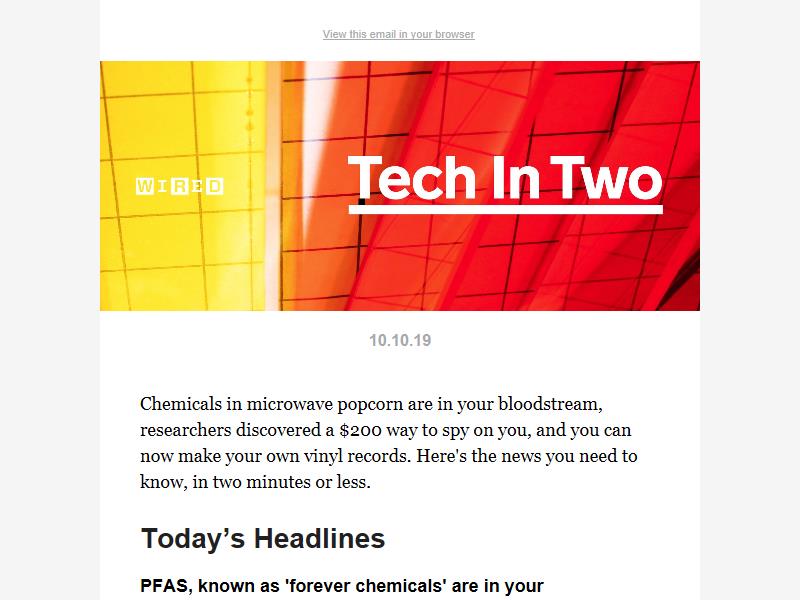 View this email in your browser
WIRED
Tech In Two
10.10.19
Chemicals in microwave popcorn are in your bloodstream,
researchers discovered a $200 way to spy on you, and you can
now make your own vinyl records. Here's the news you need to
know, in two minutes or less.
Today’s Headlines
PFAS, known as 'forever chemicals' are in your